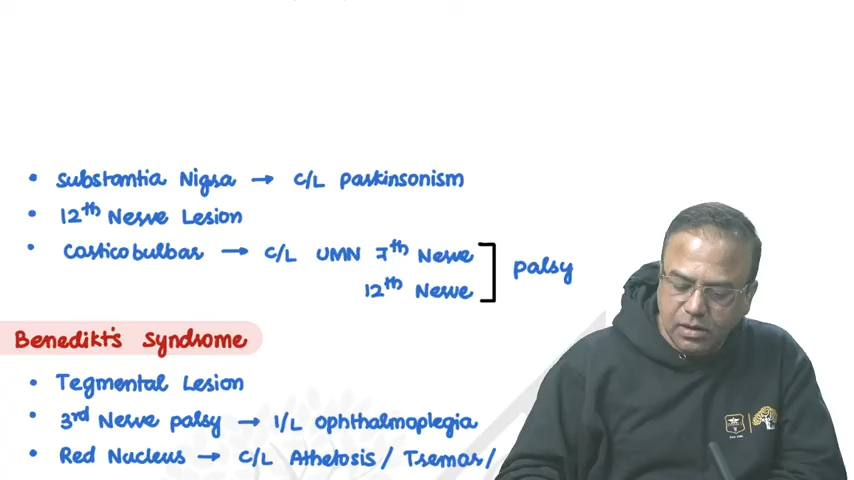 • Substantia Nigra → C/L Parkinsonism
• 12th Nerve Lesion
• Corticobulbar → C/L UMN 7th Nerve
12th Nerve
] Palsy
Benedikt's Syndrome
• Tegmental Lesion
• 3rd Nerve palsy → I/L ophthalmoplegia
• Red Nucleus → C/L Athetosis / Tremor /